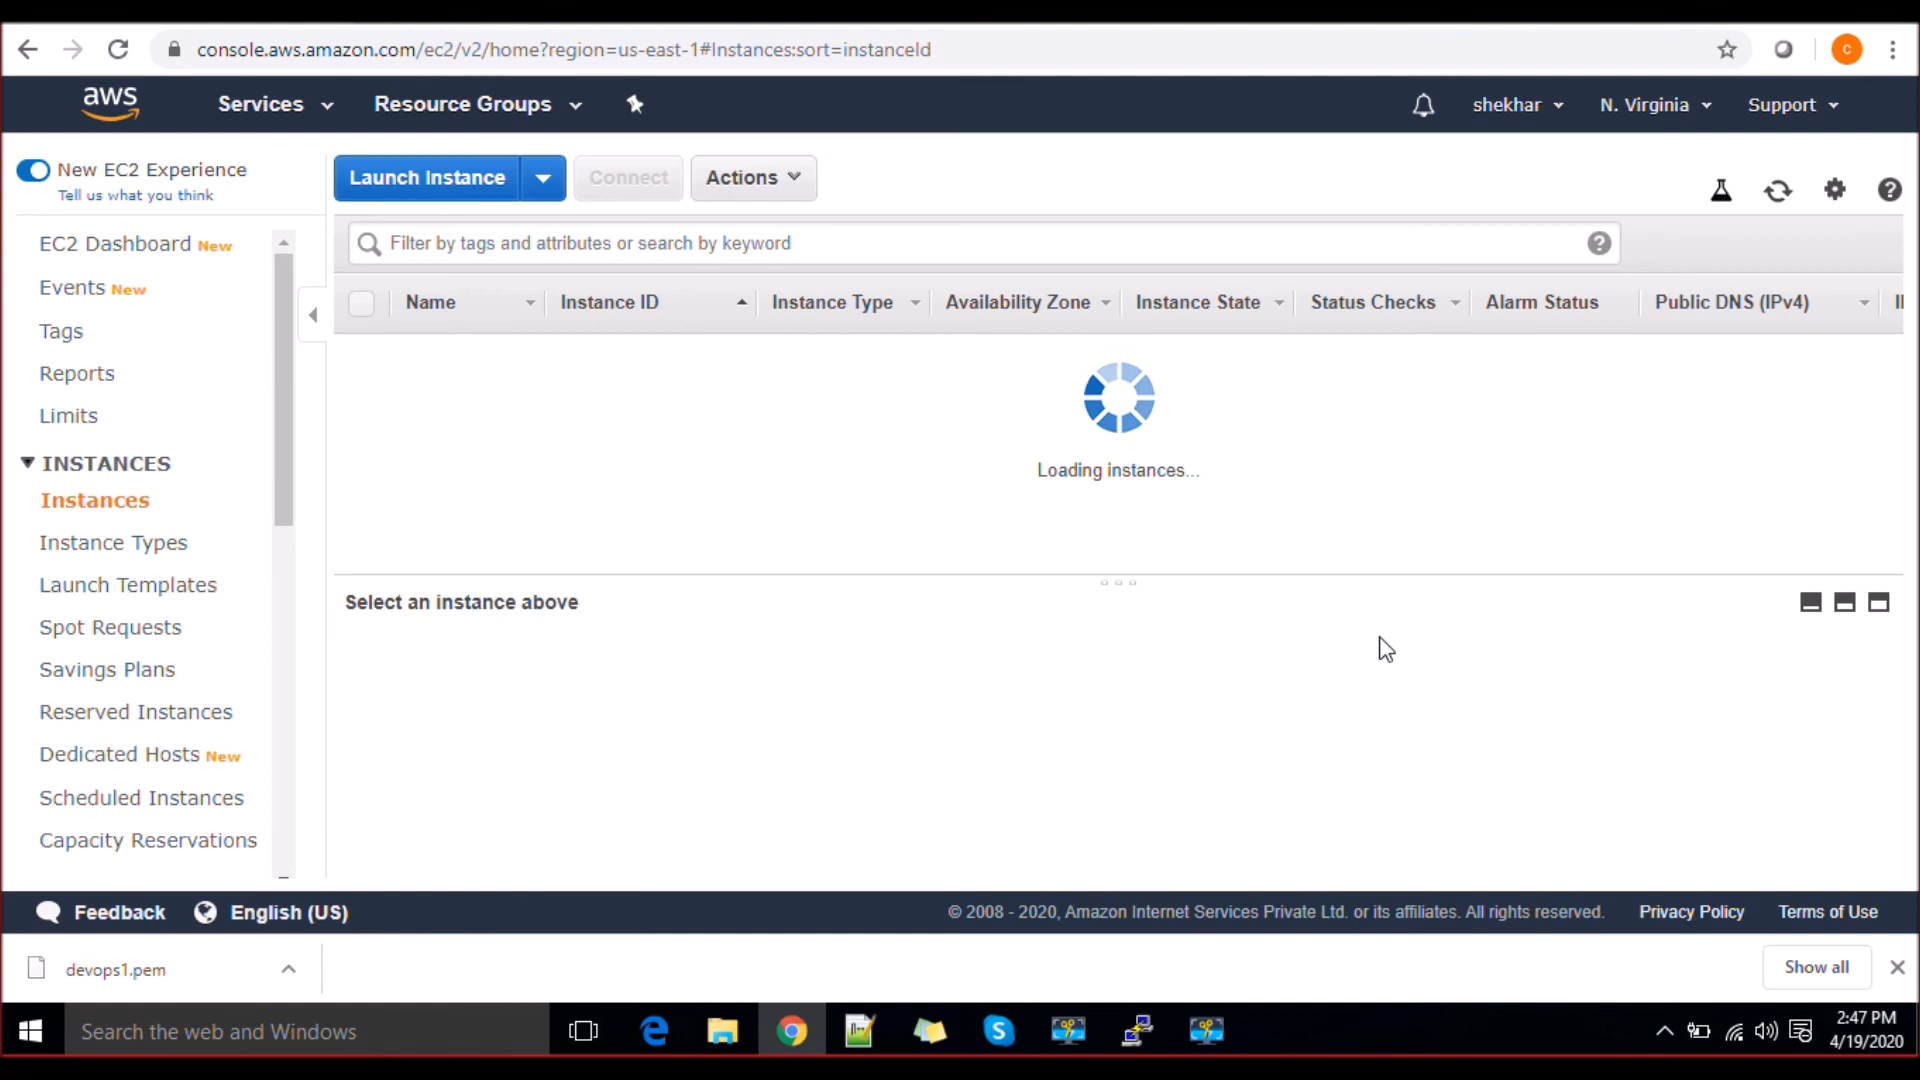 console.aws.amazon.com/ec2/v2/home?region=us-east-1#Instances:sort=instanceId
C
aws
Services
Resource Groups
shekhar
N. Virginia
Support
New EC2 Experience
Tell us what you think
Launch Instance
Connect
Actions
Filter by tags and attributes or search by keyword
Name
Instance ID
Instance Type
Availability Zone
Instance State
Status Checks
Alarm Status
Public DNS (IPv4)
EC2 Dashboard New
Events New
Tags
Reports
Limits
INSTANCES
Instances
Instance Types
Launch Templates
Spot Requests
Savings Plans
Reserved Instances
Dedicated Hosts New
Scheduled Instances
Capacity Reservations
Loading instances...
Select an instance above
Feedback
English (US)
© 2008 - 2020, Amazon Internet Services Private Ltd. or its affiliates. All rights reserved.
Privacy Policy
Terms of Use
devops1.pem
Show all
Search the web and Windows
2:47 PM
4/19/2020